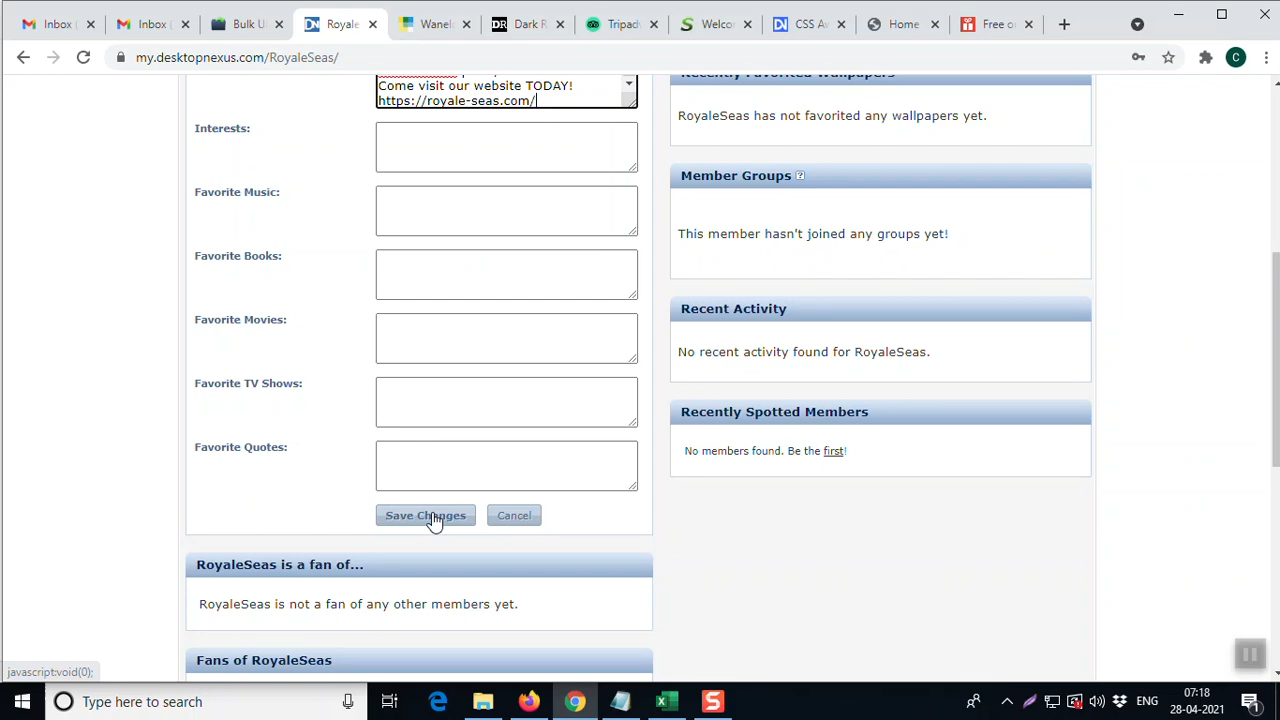 Inbox (
Inbox (
Bulk U
Royale
Wanel
Dark R
Tripadv
Welco
CSS A
Home
Free o
my.desktopnexus.com/RoyaleSeas/
C
Come visit our website TODAY!
https://royale-seas.com/
Interests:
Favorite Music:
Favorite Books:
Favorite Movies:
Favorite TV Shows:
Favorite Quotes:
Save Changes
Cancel
RoyaleSeas is a fan of...
RoyaleSeas is not a fan of any other members yet.
Fans of RoyaleSeas
Recently Favorited Wallpapers
RoyaleSeas has not favorited any wallpapers yet.
Member Groups ?
This member hasn't joined any groups yet!
Recent Activity
No recent activity found for RoyaleSeas.
Recently Spotted Members
No members found. Be the first!
javascript:void(0);
Type here to search
ENG
07:18
28-04-2021
1